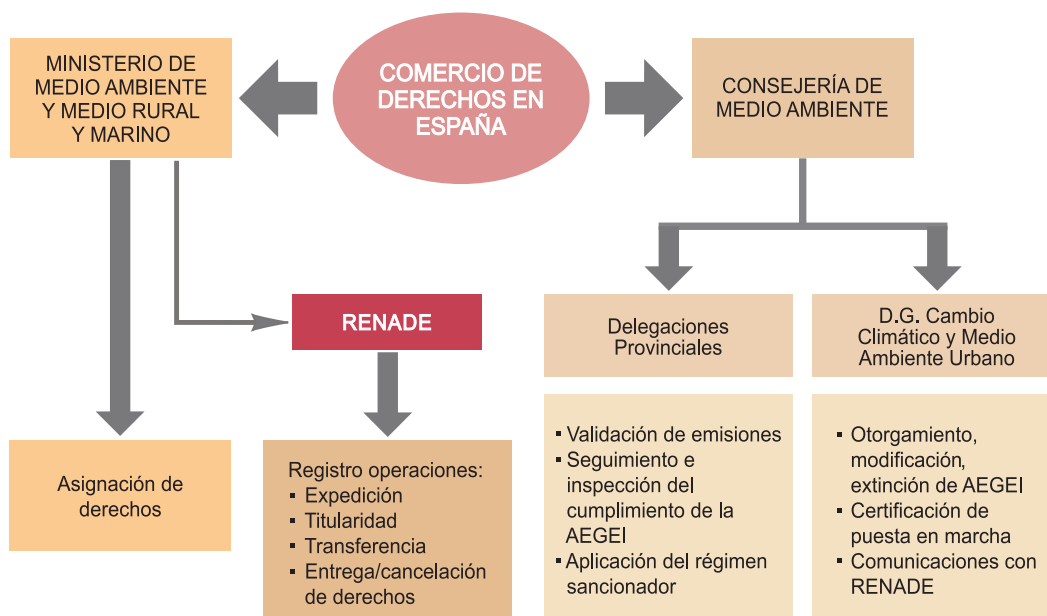 MINISTERIO DE
MEDIO AMBIENTE
Y MEDIO RURAL
Y MARINO
COMERCIO DE
DERECHOS EN
ESPAÑA
CONSEJERÍA DE
MEDIO AMBIENTE
RENADE
Delegaciones
Provinciales
D.G. Cambio
Climático y Medio
Ambiente Urbano
Asignación de
derechos
Registro operaciones:
▪ Expedición
▪ Titularidad
▪ Transferencia
▪ Entrega/cancelación
de derechos
▪ Validación de emisiones
▪ Seguimiento e
inspección del
cumplimiento de la
AEGEI
▪ Aplicación del régimen
sancionador
▪ Otorgamiento,
modificación,
extinción de AEGEI
▪ Certificación de
puesta en marcha
▪ Comunicaciones con
RENADE